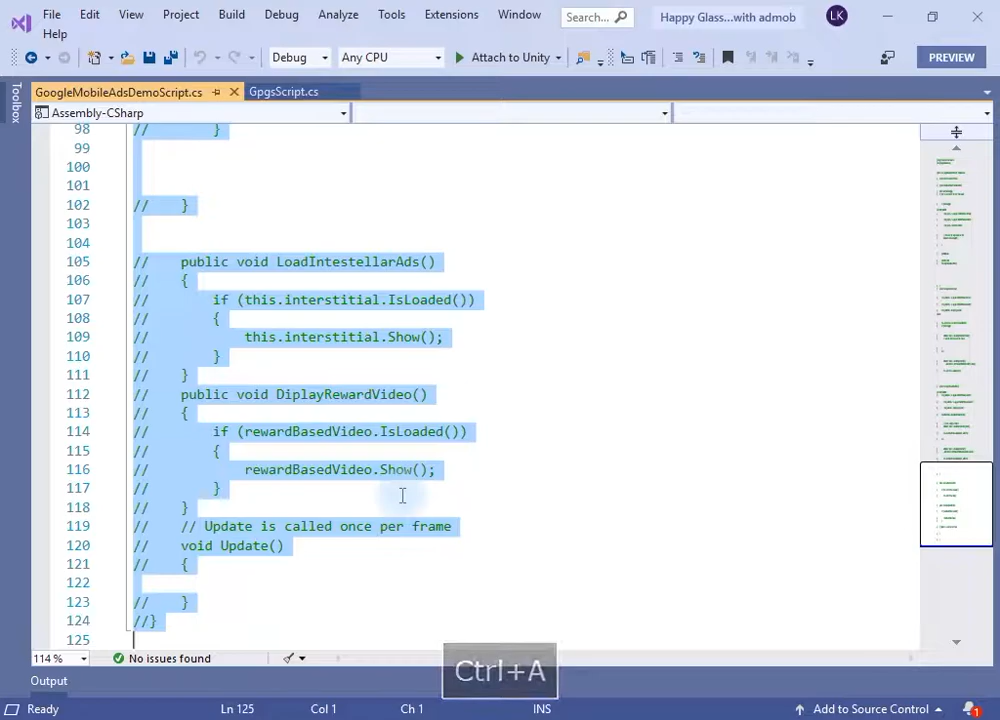 File Edit View Project Build Debug Analyze Tools Extensions Window Search... Happy Glass...with admob LK
Help
Debug Any CPU Attach to Unity PREVIEW
Toolbox
GoogleMobileAdsDemoScript.cs GpgsScript.cs
Assembly-CSharp
98 // }
99
100
101
102 // }
103
104
105 // public void LoadIntestellarAds()
106 // {
107 // if (this.interstitial.IsLoaded())
108 // {
109 // this.interstitial.Show();
110 // }
111 // }
112 // public void DiplayRewardVideo()
113 // {
114 // if (rewardBasedVideo.IsLoaded())
115 // {
116 // rewardBasedVideo.Show();
117 // }
118 // }
119 // // Update is called once per frame
120 // void Update()
121 // {
122
123 // }
124 //}
125
114 % No issues found
Ctrl+A
Output
Ready Ln 125 Col 1 Ch 1 INS Add to Source Control 1